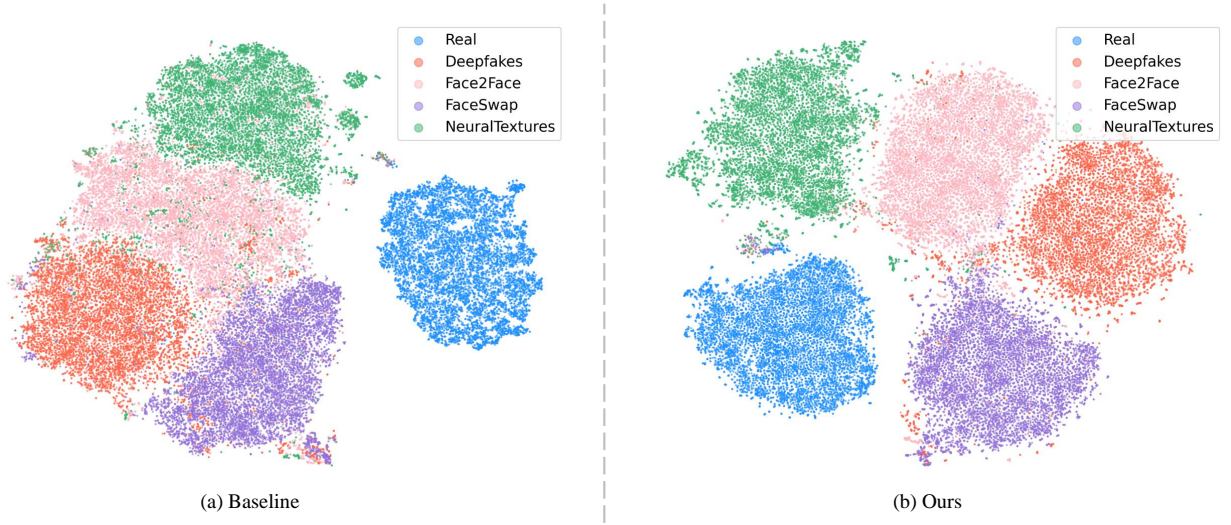 Real
Deepfakes
Face2Face
FaceSwap
NeuralTextures
Real
Deepfakes
Face2Face
FaceSwap
NeuralTextures
(a) Baseline
(b) Ours